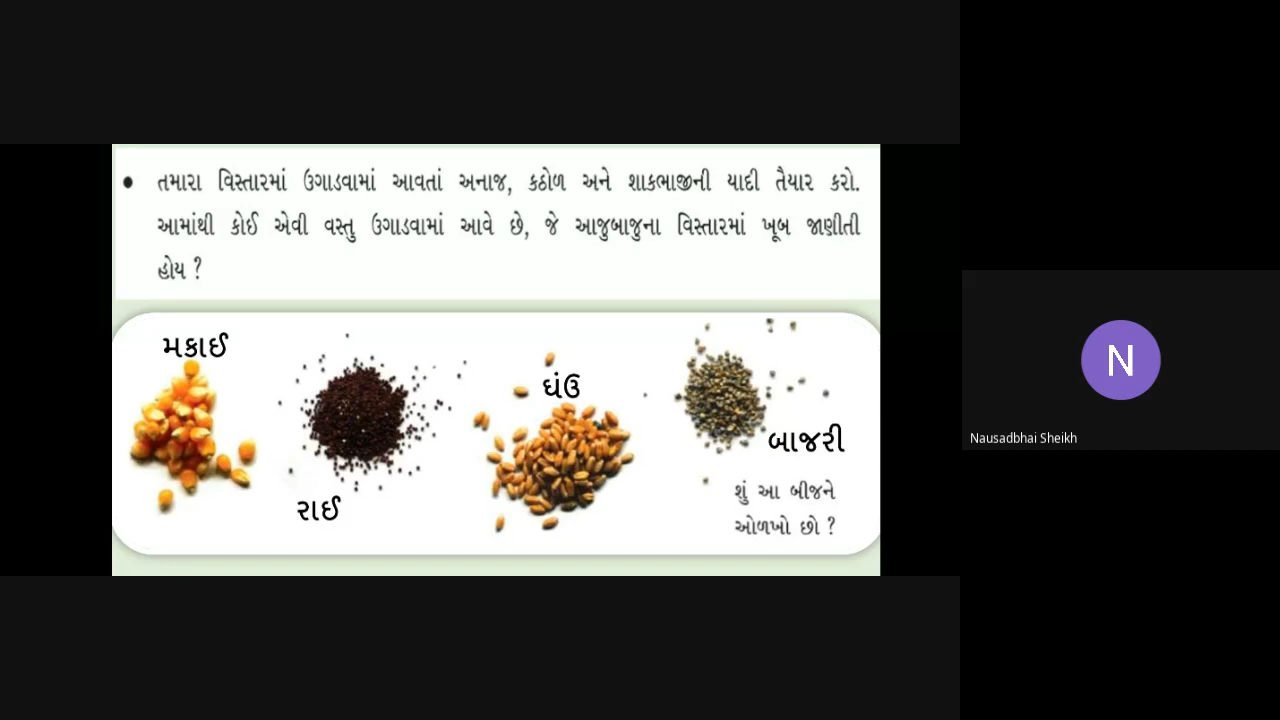 • તમારા વિસ્તારમાં ઉગાડવામાં આવતાં અનાજ, કઠોળ અને શાકભાજીની યાદી તૈયાર કરો.
આમાંથી કોઈ એવી વસ્તુ ઉગાડવામાં આવે છે, જે આજુબાજુના વિસ્તારમાં ખૂબ જાણીતી
હોય ?
મકાઈ
ઘંઉ
બાજરી
રાઈ
શું આ બીજને
ઓળખો છો ?
N
Nausadbhai Sheikh